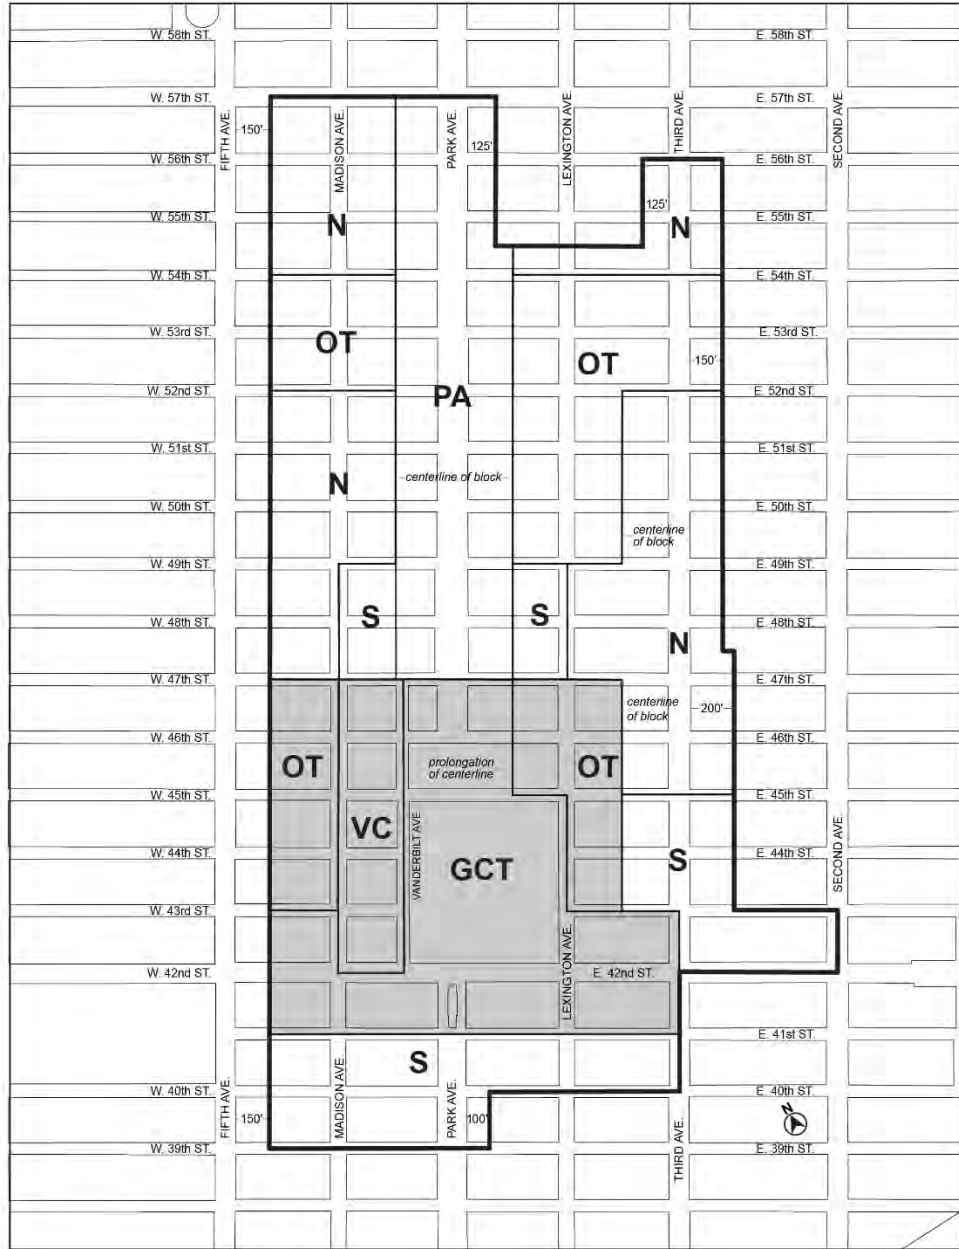 W. 58th ST.
E. 58th ST.
W. 57th ST.
E. 57th ST.
FIFTH AVE.
150'
MADISON AVE.
PARK AVE.
125'
LEXINGTON AVE.
THIRD AVE.
SECOND AVE.
W. 56th ST.
E. 56th ST.
125'
W. 55th ST.
N
N
E. 55th ST.
W. 54th ST.
E. 54th ST.
W. 53rd ST.
E. 53rd ST.
OT
OT
150'
W. 52nd ST.
PA
E. 52nd ST.
W. 51st ST.
E. 51st ST.
N
centerline of block
W. 50th ST.
E. 50th ST.
centerline
of block
W. 49th ST.
E. 49th ST.
S
S
W. 48th ST.
E. 48th ST.
N
W. 47th ST.
E. 47th ST.
centerline
of block
200'
W. 46th ST.
E. 46th ST.
OT
prolongation
of centerline
OT
W. 45th ST.
E. 45th ST.
VC
VANDERBILT AVE
SECOND AVE.
W. 44th ST.
E. 44th ST.
GCT
S
W. 43rd ST.
E. 43rd ST.
LEXINGTON AVE.
W. 42nd ST.
E. 42nd ST.
E. 41st ST.
S
W. 40th ST.
E. 40th ST.
FIFTH AVE.
150'
MADISON AVE.
PARK AVE.
100'
THIRD AVE.
N
W. 39th ST.
E. 39th ST.